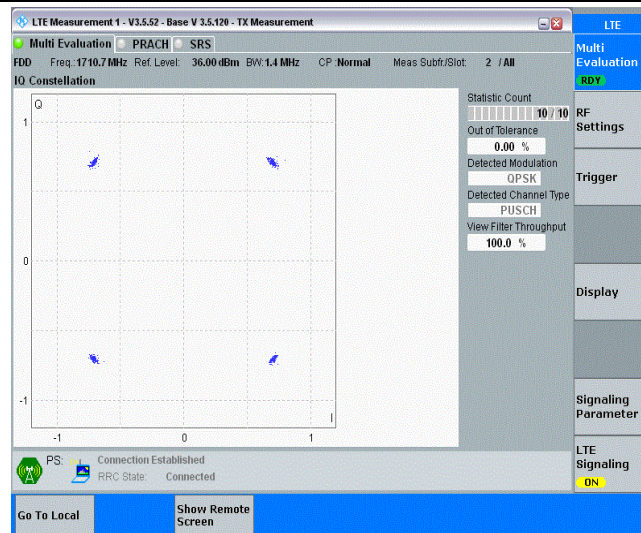 LTE Measurement 1 - V3.5.52 - Base V 3.5.120 - TX Measurement
LTE
Multi Evaluation PRACH SRS
Multi
Evaluation
RDY
FDD Freq.:1710.7 MHz Ref. Level: 36.00 dBm BW:1.4 MHz CP :Normal Meas Subfr./Slot: 2 / All
IQ Constellation
Q
1
0
-1
-1 0 1
I
Statistic Count
10 / 10
Out of Tolerance
0.00 %
Detected Modulation
QPSK
Detected Channel Type
PUSCH
View Filter Throughput
100.0 %
RF
Settings
Trigger
Display
Signaling
Parameter
LTE
Signaling
ON
PS: Connection Established
RRC State: Connected
Go To Local
Show Remote
Screen